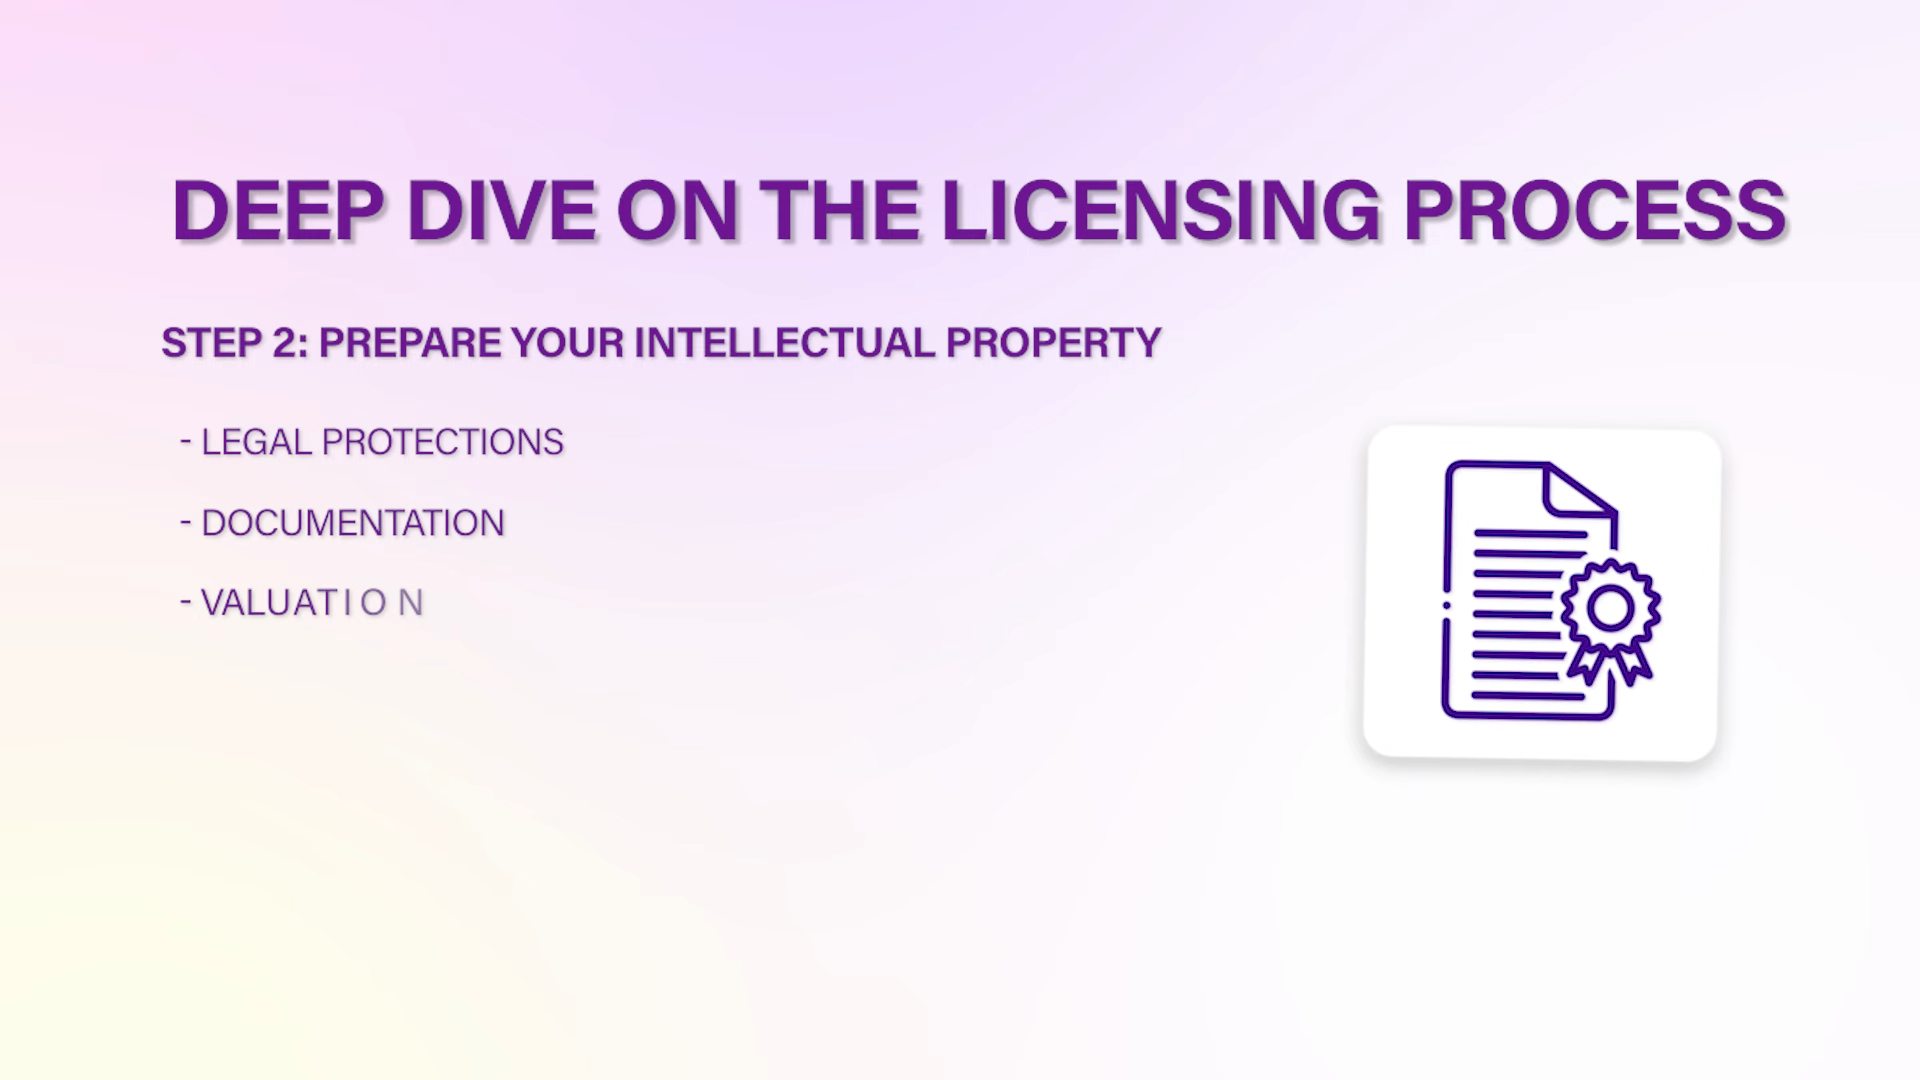 DEEP DIVE ON THE LICENSING PROCESS
STEP 2: PREPARE YOUR INTELLECTUAL PROPERTY
- LEGAL PROTECTIONS
- DOCUMENTATION
- VALUATION